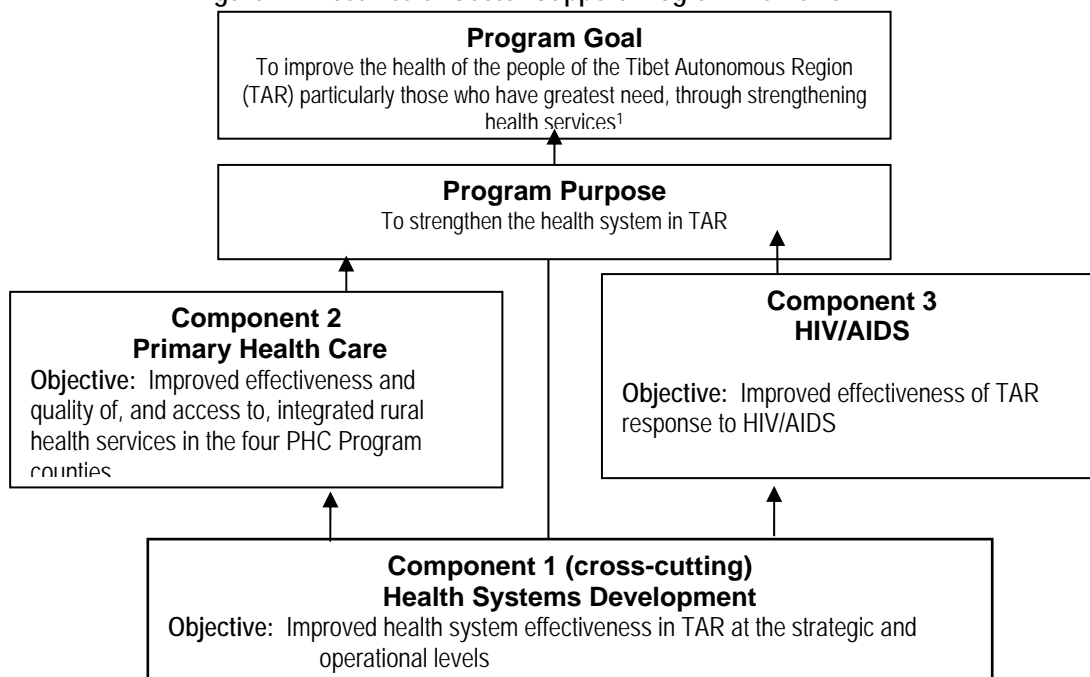 Program Goal
To improve the health of the people of the Tibet Autonomous Region
(TAR) particularly those who have greatest need, through strengthening
health services1
Program Purpose
To strengthen the health system in TAR
Component 2
Primary Health Care
Objective: Improved effectiveness and
quality of, and access to, integrated rural
health services in the four PHC Program
counties
Component 3
HIV/AIDS
Objective: Improved effectiveness of TAR
response to HIV/AIDS
Component 1 (cross-cutting)
Health Systems Development
Objective: Improved health system effectiveness in TAR at the strategic and
operational levels